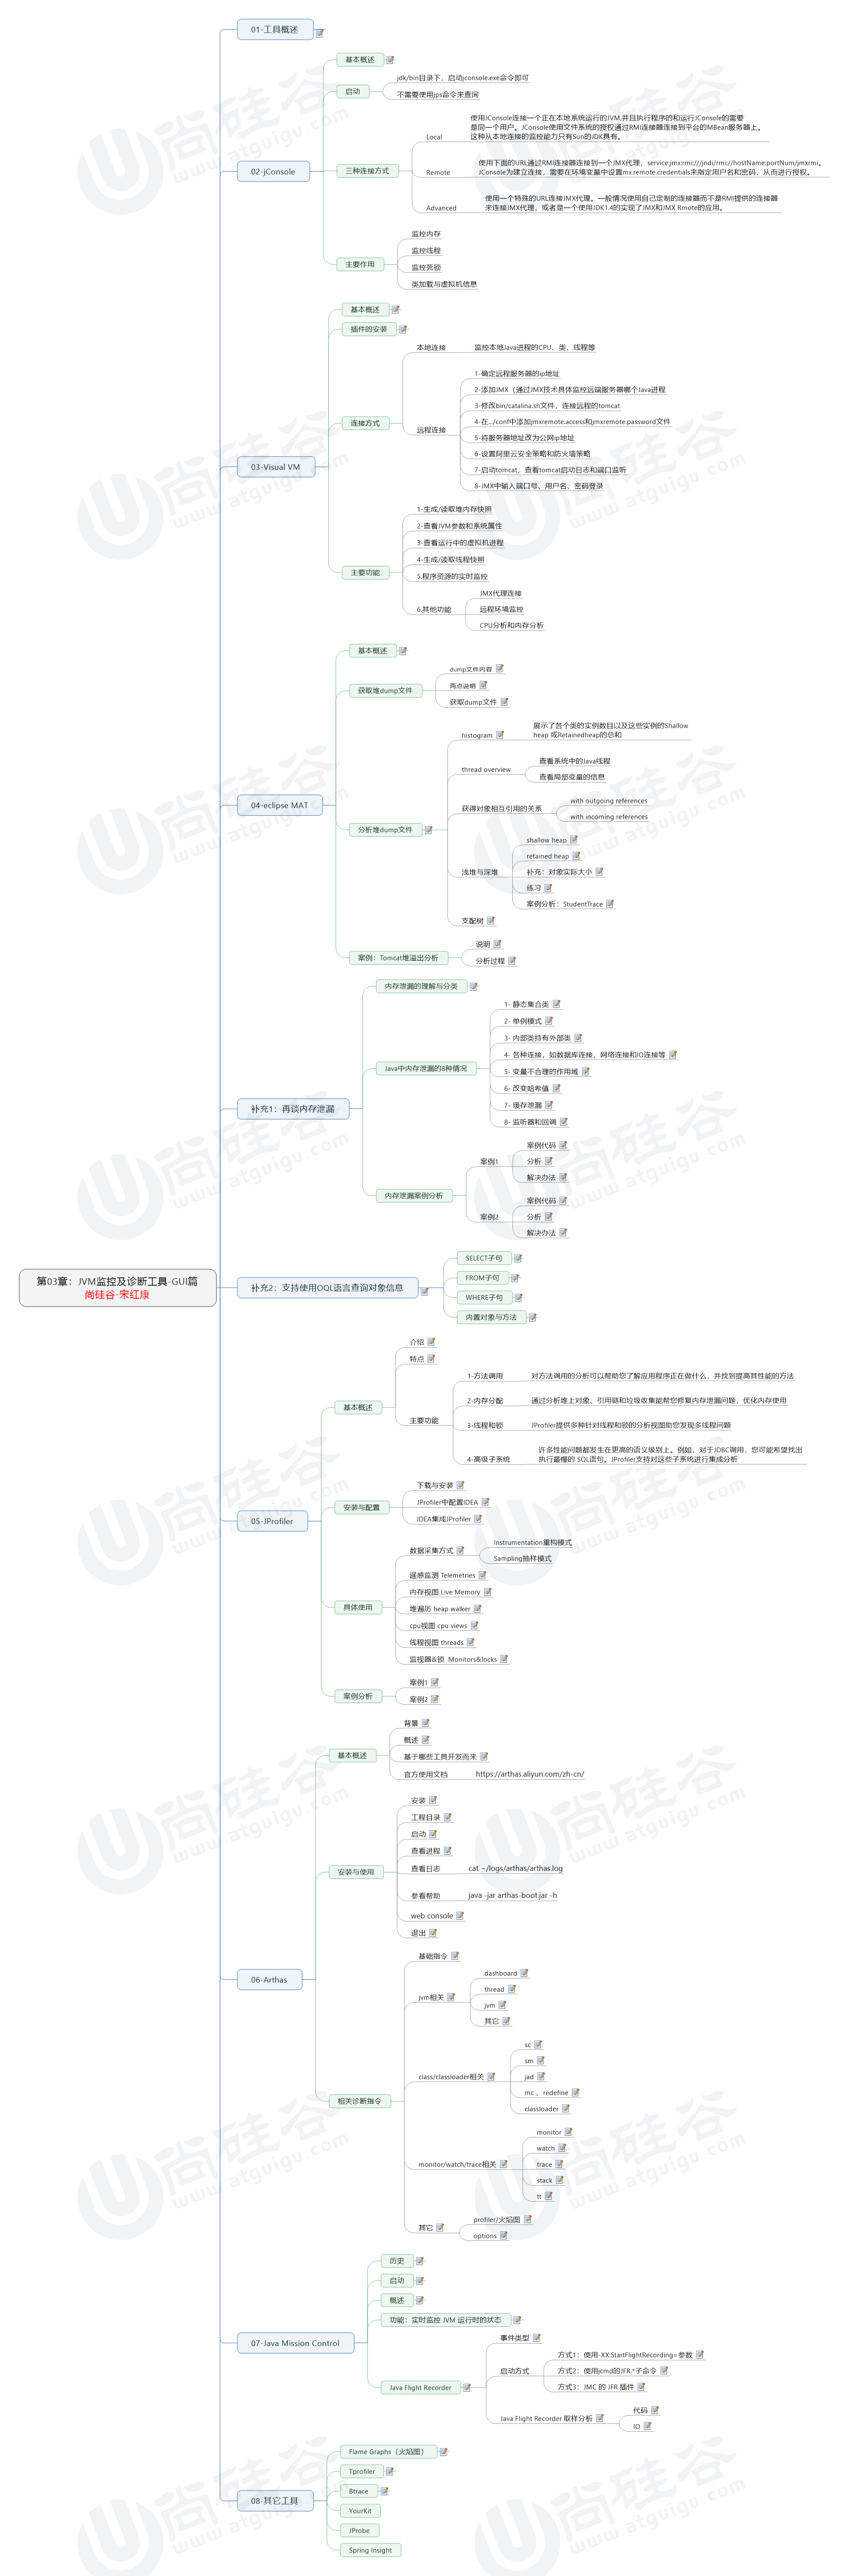 第03章：JVM监控及诊断工具-GUI篇
尚硅谷-宋红康
01-工具概述
02-jConsole
基本概述
启动
jdk/bin目录下，启动jconsole.exe命令即可
不需要使用jps命令来查询
三种连接方式
Local
使用JConsole连接一个正在本地系统运行的JVM,并且执行程序的和运行JConsole的需要
是同一个用户。JConsole使用文件系统的授权通过RMI连接器连接到平台的MBean服务器上。
这种从本地连接的监控能力只有Sun的JDK具有。
Remote
使用下面的URL通过RMI连接器连接到一个JMX代理，service:jmx:rmi:///jndi/rmi://hostName:portNum/jmxrmi。
JConsole为建立连接，需要在环境变量中设置mx.remote.credentials来指定用户名和密码，从而进行授权。
Advanced
使用一个特殊的URL连接JMX代理。一般情况使用自己定制的连接器而不是RMI提供的连接器
来连接JMX代理，或者是一个使用JDK1.4的实现了JMX和JMX Rmote的应用。
主要作用
监控内存
监控线程
监控死锁
类加载与虚拟机信息
03-Visual VM
基本概述
插件的安装
连接方式
本地连接
监控本地Java进程的CPU、类、线程等
远程连接
1-确定远程服务器的ip地址
2-添加JMX（通过JMX技术具体监控远端服务器哪个Java进程
3-修改bin/catalina.sh文件，连接远程的tomcat
4-在.../conf中添加jmxremote.access和jmxremote.password文件
5-将服务器地址改为公网ip地址
6-设置阿里云安全策略和防火墙策略
7-启动tomcat，查看tomcat启动日志和端口监听
8-JMX中输入端口号、用户名、密码登录
主要功能
1-生成/读取堆内存快照
2-查看JVM参数和系统属性
3-查看运行中的虚拟机进程
4-生成/读取线程快照
5.程序资源的实时监控
6.其他功能
JMX代理连接
远程环境监控
CPU分析和内存分析
04-eclipse MAT
基本概述
获取堆dump文件
dump文件内容
两点说明
获取dump文件
分析堆dump文件
histogram
展示了各个类的实例数目以及这些实例的Shallow
heap 或Retainedheap的总和
thread overview
查看系统中的Java线程
查看局部变量的信息
获得对象相互引用的关系
with outgoing references
with incoming references
浅堆与深堆
shallow heap
retained heap
补充：对象实际大小
练习
案例分析：StudentTrace
支配树
案例：Tomcat堆溢出分析
说明
分析过程
补充1：再谈内存泄漏
内存泄漏的理解与分类
Java中内存泄漏的8种情况
1- 静态集合类
2- 单例模式
3- 内部类持有外部类
4- 各种连接，如数据库连接、网络连接和IO连接等
5- 变量不合理的作用域
6- 改变哈希值
7- 缓存泄漏
8- 监听器和回调
内存泄漏案例分析
案例1
案例代码
分析
解决办法
案例2
案例代码
分析
解决办法
补充2：支持使用OQL语言查询对象信息
SELECT子句
FROM子句
WHERE子句
内置对象与方法
05-JProfiler
基本概述
介绍
特点
主要功能
1-方法调用
对方法调用的分析可以帮助您了解应用程序正在做什么，并找到提高其性能的方法
2-内存分配
通过分析堆上对象、引用链和垃圾收集能帮您修复内存泄漏问题，优化内存使用
3-线程和锁
JProfiler提供多种针对线程和锁的分析视图助您发现多线程问题
4-高级子系统
许多性能问题都发生在更高的语义级别上。例如，对于JDBC调用，您可能希望找出
执行最慢的 SQL语句。JProfiler支持对这些子系统进行集成分析
安装与配置
下载与安装
JProfiler中配置IDEA
IDEA集成JProfiler
具体使用
数据采集方式
Instrumentation重构模式
Sampling抽样模式
遥感监测 Telemetries
内存视图 Live Memory
堆遍历 heap walker
cpu视图 cpu views
线程视图 threads
监视器&锁 Monitors&locks
案例分析
案例1
案例2
06-Arthas
基本概述
背景
概述
基于哪些工具开发而来
官方使用文档
https://arthas.aliyun.com/zh-cn/
安装与使用
安装
工程目录
启动
查看进程
查看日志
cat ~/logs/arthas/arthas.log
参看帮助
java -jar arthas-boot.jar -h
web console
退出
相关诊断指令
基础指令
jvm相关
dashboard
thread
jvm
其它
class/classloader相关
sc
sm
jad
mc 、 redefine
classloader
monitor/watch/trace相关
monitor
watch
trace
stack
tt
其它
profiler/火焰图
options
07-Java Mission Control
历史
启动
概述
功能：实时监控 JVM 运行时的状态
Java Flight Recorder
事件类型
启动方式
方式1：使用-XX:StartFlightRecording=参数
方式2：使用jcmd的JFR.*子命令
方式3：JMC 的 JFR 插件
Java Flight Recorder 取样分析
代码
IO
08-其它工具
Flame Graphs（火焰图）
Tprofiler
Btrace
YourKit
JProbe
Spring Insight